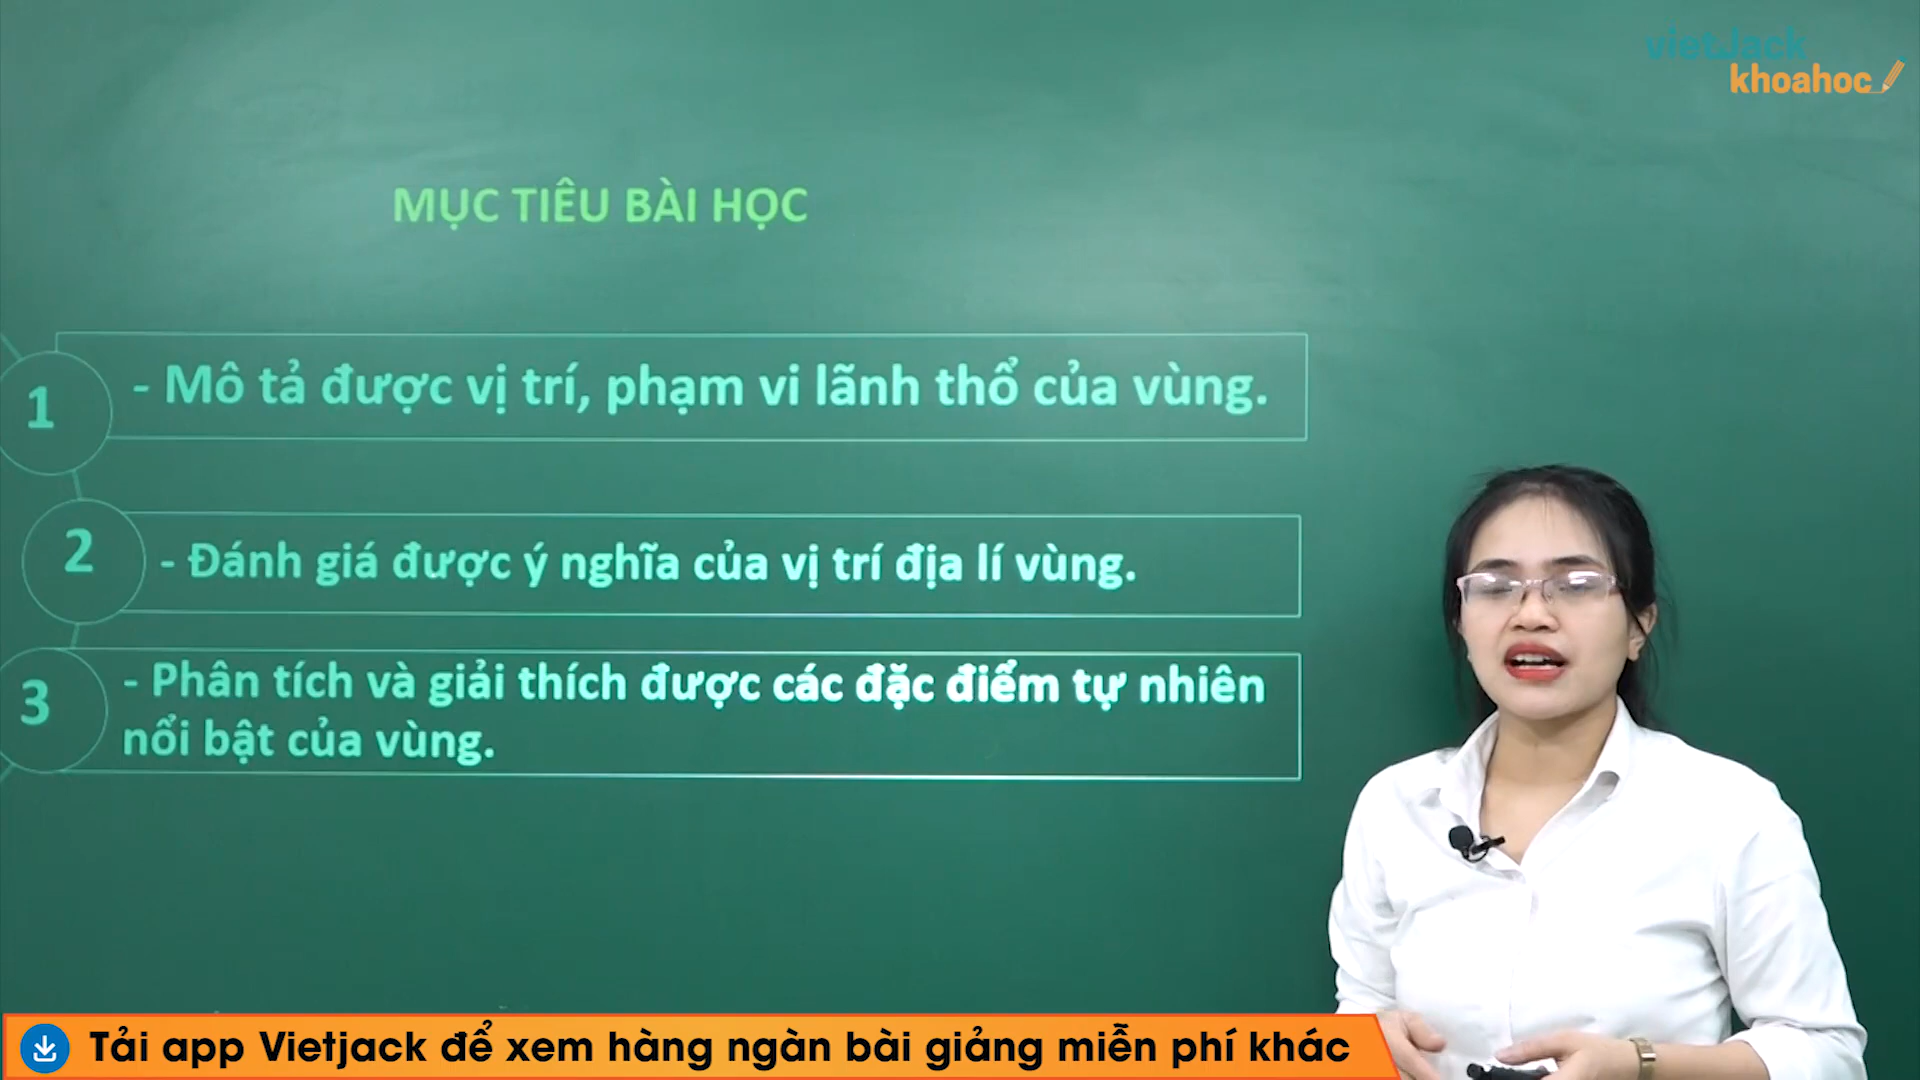 vietJack
khoahoc
MỤC TIÊU BÀI HỌC
1
- Mô tả được vị trí, phạm vi lãnh thổ của vùng.
2
- Đánh giá được ý nghĩa của vị trí địa lí vùng.
3
- Phân tích và giải thích được các đặc điểm tự nhiên
nổi bật của vùng.
Tải app Vietjack để xem hàng ngàn bài giảng miễn phí khác